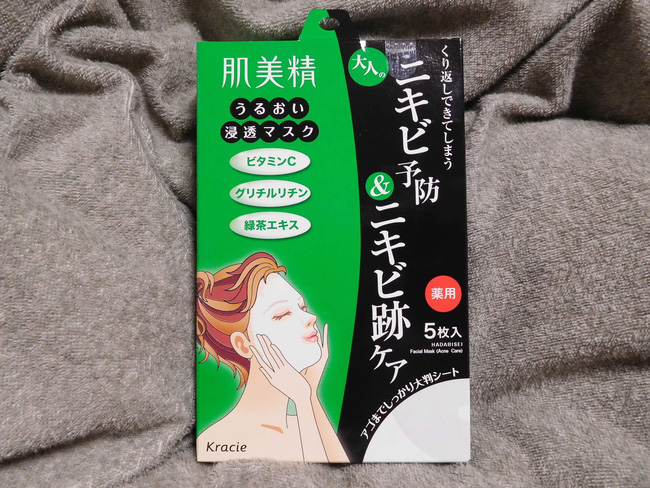 肌美精
うるおい
浸透マスク
ビタミンC
グリチルリチン
緑茶エキス
くり返しできてしまう
大人の
ニキビ予防
&ニキビ跡ケア
薬用
5枚入
HADABISEI
Facial Mask (Acne Care)
アゴまでしっかり大判シート
Kracie